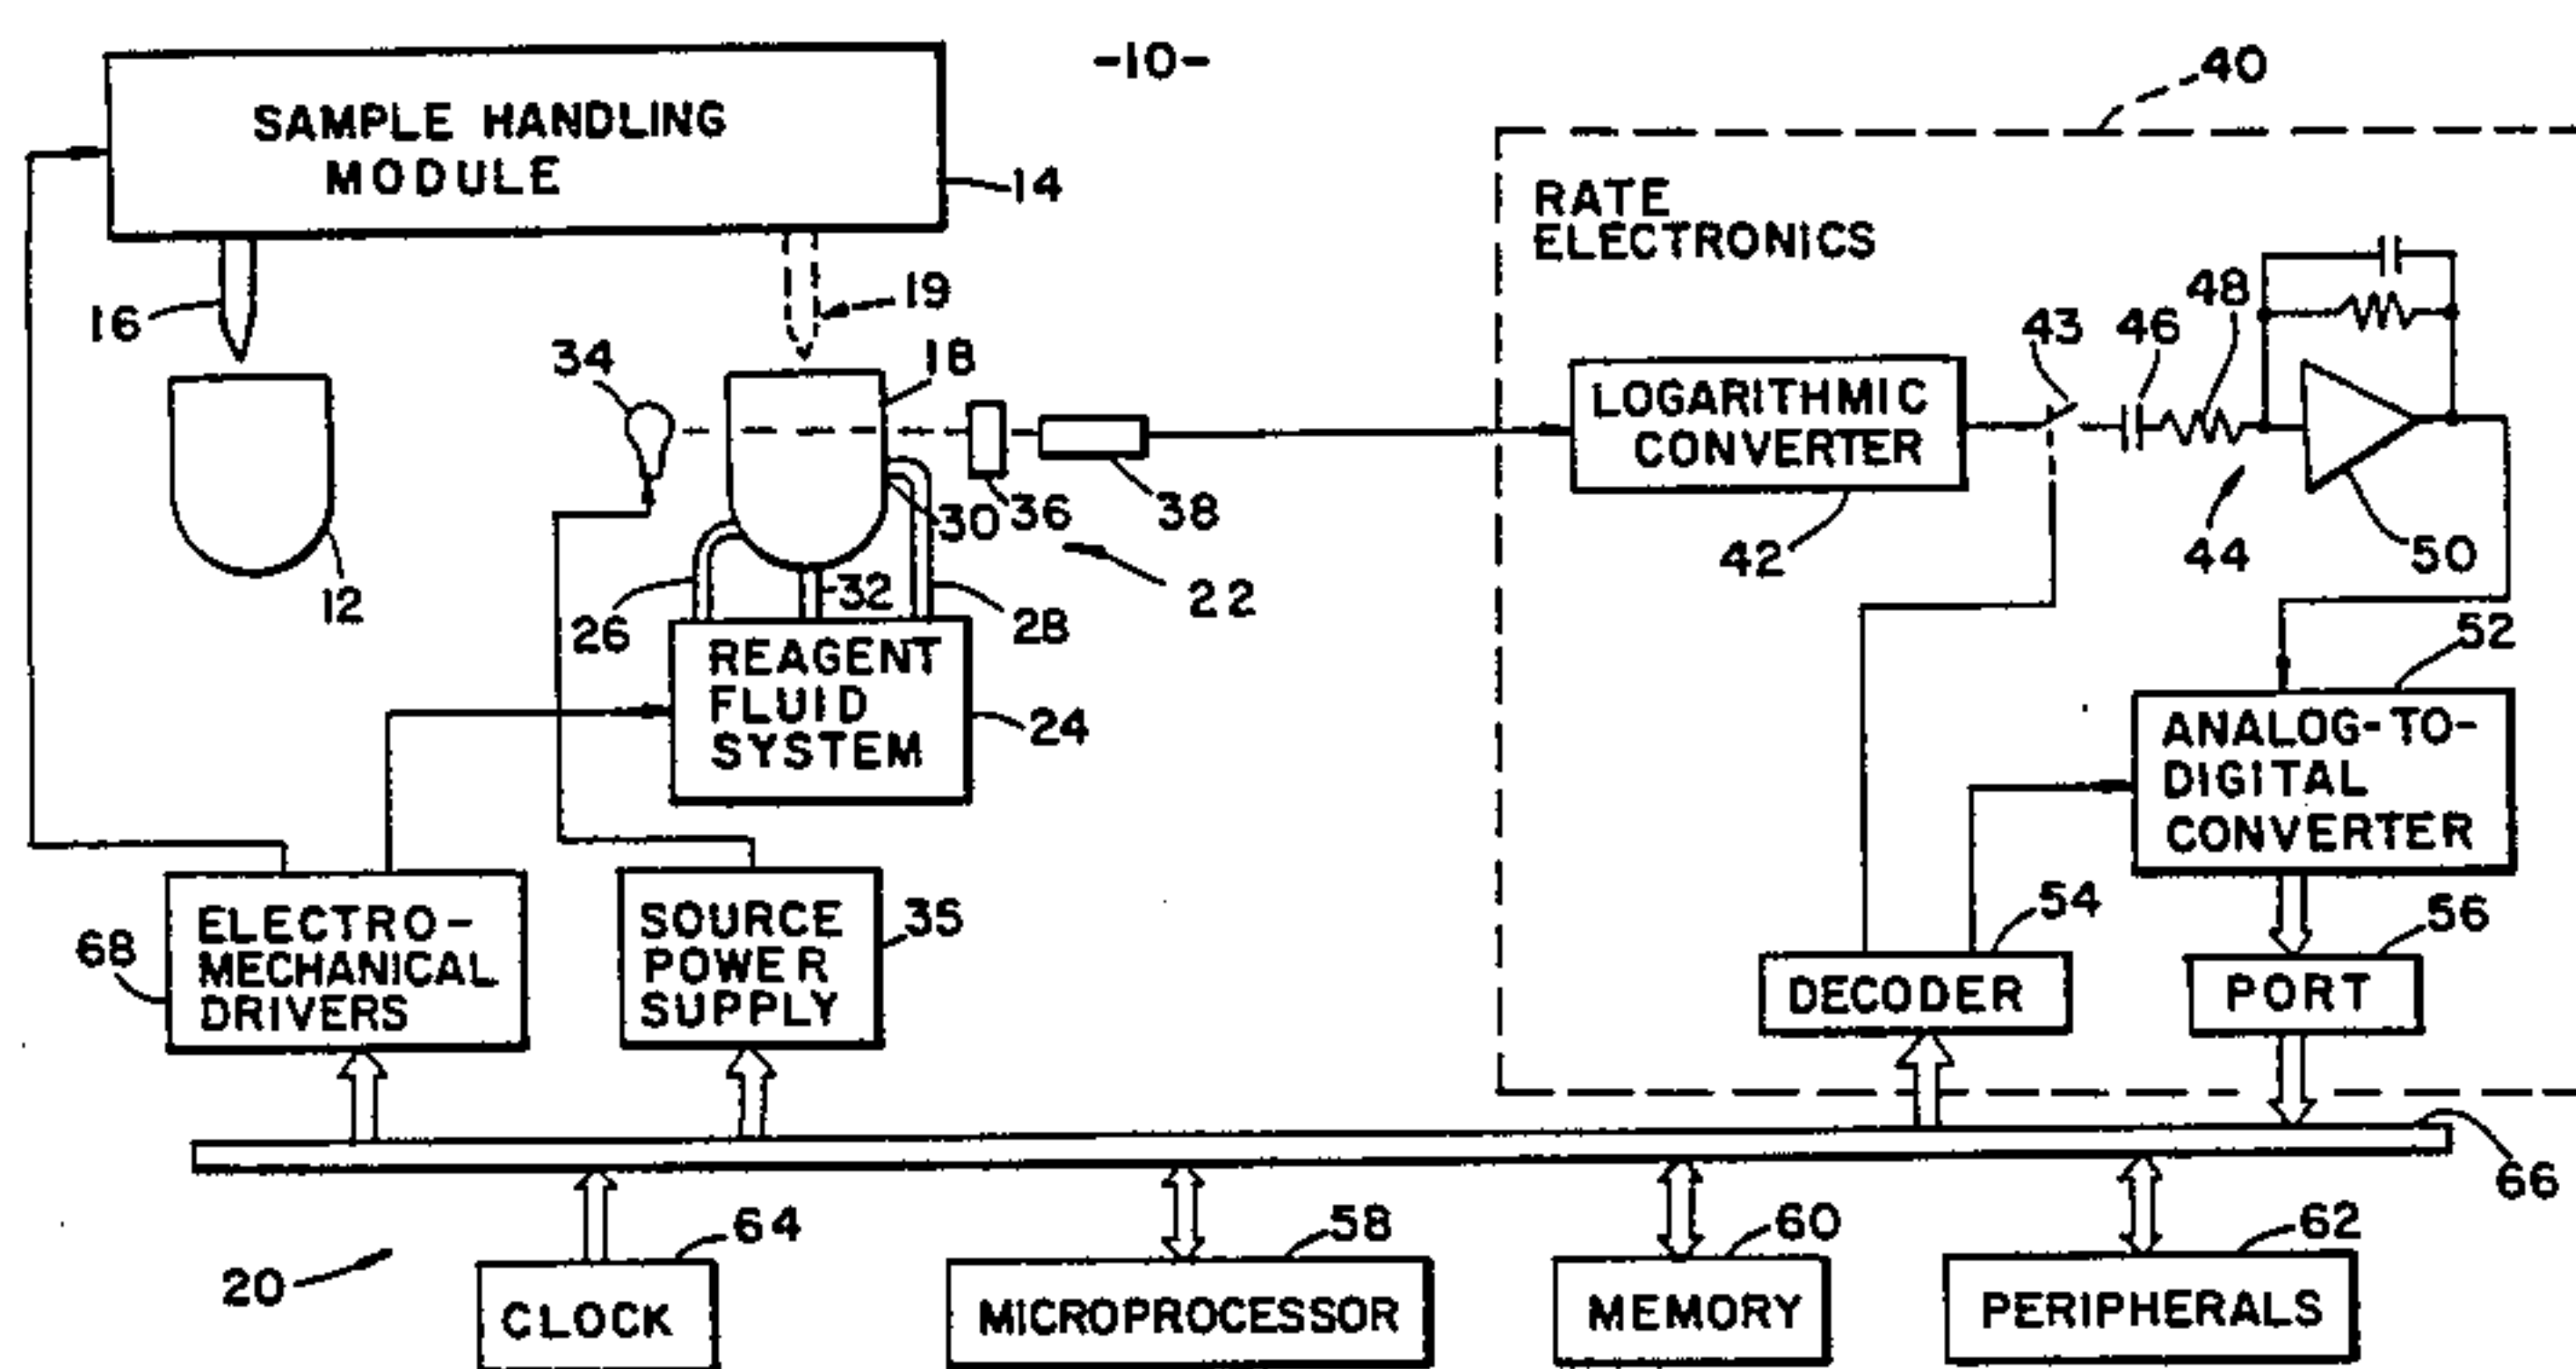 -10-
40
SAMPLE HANDLING
MODULE
14
RATE
ELECTRONICS
16
19
34
18
43
46
48
LOGARITHMIC
CONVERTER
12
30
36
38
22
42
44
50
26
32
28
52
REAGENT
FLUID
SYSTEM
24
ANALOG-TO-
DIGITAL
CONVERTER
68
ELECTRO-
MECHANICAL
DRIVERS
SOURCE
POWER
SUPPLY
35
54
56
DECODER
PORT
66
20
64
58
60
62
CLOCK
MICROPROCESSOR
MEMORY
PERIPHERALS